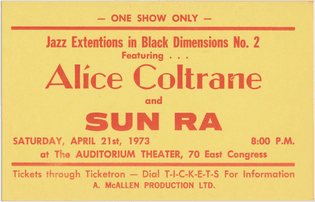 — ONE SHOW ONLY —
Jazz Extentions in Black Dimensions No. 2
Featuring . . .
Alice Coltrane
and
SUN RA
SATURDAY, APRIL 21st, 1973 8:00 P.M.
at The AUDITORIUM THEATER, 70 East Congress
Tickets through Ticketron — Dial T-I-C-K-E-T-S For Information
A. McALLEN PRODUCTION LTD.